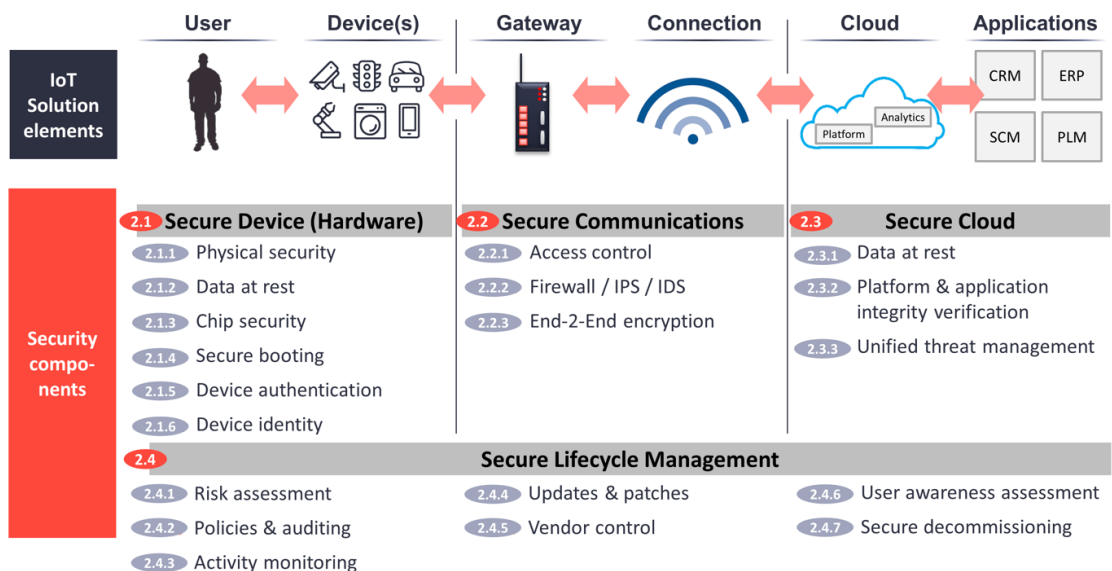 User
Device(s)
Gateway
Connection
Cloud
Applications
IoT
Solution
elements
Platform
Analytics
CRM
ERP
SCM
PLM
Security
compo-
nents
2.1 Secure Device (Hardware)
2.1.1 Physical security
2.1.2 Data at rest
2.1.3 Chip security
2.1.4 Secure booting
2.1.5 Device authentication
2.1.6 Device identity
2.2 Secure Communications
2.2.1 Access control
2.2.2 Firewall / IPS / IDS
2.2.3 End-2-End encryption
2.3 Secure Cloud
2.3.1 Data at rest
2.3.2 Platform & application
integrity verification
2.3.3 Unified threat management
2.4 Secure Lifecycle Management
2.4.1 Risk assessment
2.4.2 Policies & auditing
2.4.3 Activity monitoring
2.4.4 Updates & patches
2.4.5 Vendor control
2.4.6 User awareness assessment
2.4.7 Secure decommissioning